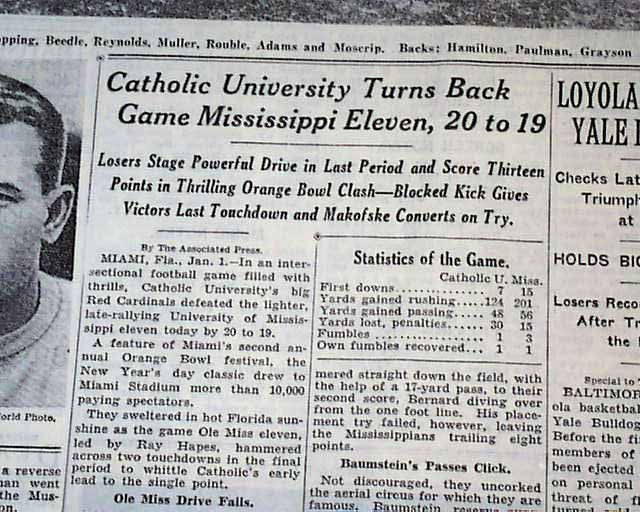 opping, Beedle, Reynolds, Muller, Rouble, Adams and Moscrip. Backs: Hamilton, Paulman, Grayson
Catholic University Turns Back
Game Mississippi Eleven, 20 to 19
Losers Stage Powerful Drive in Last Period and Score Thirteen
Points in Thrilling Orange Bowl Clash—Blocked Kick Gives
Victors Last Touchdown and Makofske Converts on Try.
By The Associated Press.
MIAMI, Fla., Jan. 1.—In an inter-
sectional football game filled with
thrills, Catholic University's big
Red Cardinals defeated the lighter,
late-rallying University of Missis-
sippi eleven today by 20 to 19.
A feature of Miami's second an-
nual Orange Bowl festival, the
New Year's day classic drew to
Miami Stadium more than 10,000
paying spectators.
They sweltered in hot Florida sun-
shine as the game Ole Miss eleven,
led by Ray Hapes, hammered
across two touchdowns in the final
period to whittle Catholic's early
lead to the single point.
Ole Miss Drive Fails.
Statistics of the Game.
Catholic U. Miss.
First downs.................. 7 15
Yards gained rushing.....124 201
Yards gained passing..... 48 56
Yards lost, penalties..... 30 15
Fumbles ..................... 1 3
Own fumbles recovered... 1 1
mered straight down the field, with
the help of a 17-yard pass, to their
second score, Bernard diving over
from the one foot line. His place-
ment try failed, however, leaving
the Mississippians trailing eight
points.
Baumstein's Passes Click.
Not discouraged, they uncorked
the aerial circus for which they are
famous. Baumstein reserve
LOYOLA
YALE
Checks Lat
Triumph
at
HOLDS BIG
Losers Reco
After Tr
the
Special to
BALTIMOR
ola basketba
Yale Bulldog
Before the fi
members of
been ejected
on personal
threat of f
World Photo.
a reverse
man went
the Mus-
on.